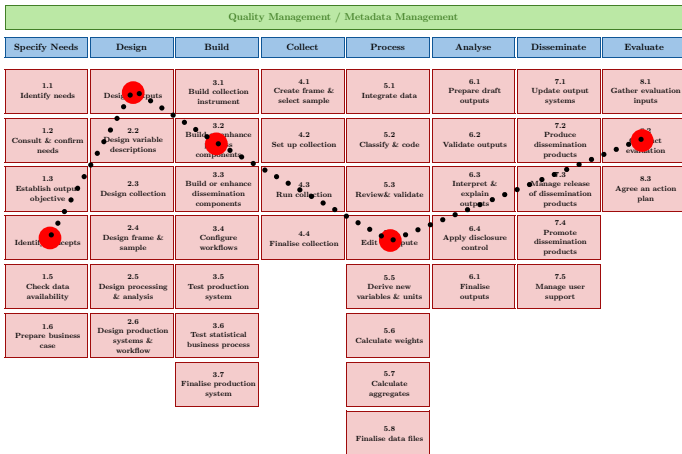 Quality Management / Metadata Management
Specify Needs
Design
Build
Collect
Process
Analyse
Disseminate
Evaluate
1.1
Identify needs
3.1
Build collection
instrument
4.1
Create frame &
select sample
5.1
Integrate data
6.1
Prepare draft
outputs
7.1
Update output
systems
8.1
Gather evaluation
inputs
1.2
Consult & confirm
needs
2.2
Design variable
descriptions
3.2
components
4.2
Set up collection
5.2
Classify & code
6.2
Validate outputs
7.2
Produce
dissemination
products
1.3
Establish output
objective
2.3
Design collection
3.3
Build or enhance
dissemination
components
4.3
Run collection
5.3
Review& validate
6.3
Interpret &
explain
outputs
7.3
Manage release
of dissemination
products
8.3
Agree an action
plan
2.4
Design frame &
sample
3.4
Configure
workflows
4.4
Finalise collection
Edit
6.4
Apply disclosure
control
7.4
Promote
dissemination
products
1.5
Check data
availability
2.5
Design processing
& analysis
3.5
Test production
system
5.5
Derive new
variables & units
6.1
Finalise
outputs
7.5
Manage user
support
1.6
Prepare business
case
2.6
Design production
systems &
workflow
3.6
Test statistical
business process
5.6
Calculate weights
3.7
Finalise production
system
5.7
Calculate
aggregates
5.8
Finalise data files